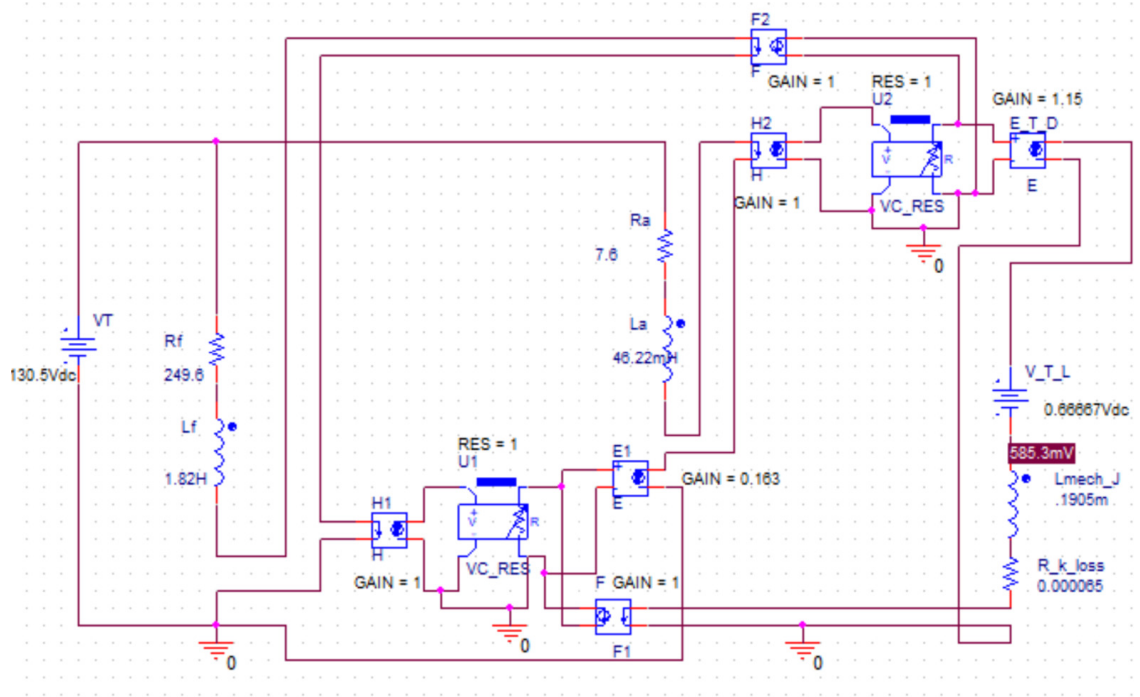 F2
F
GAIN = 1
RES = 1
U2
GAIN = 1.15
E_T_D
+
-
E
H2
H
GAIN = 1
+
V
-
R
VC_RES
0
Ra
7.6
La
46.22mH
VT
130.5Vdc
Rf
249.6
Lf
1.82H
V_T_L
0.66667Vdc
585.3mV
Lmech_J
.1905m
R_k_loss
0.000065
RES = 1
U1
E1
+
-
E
GAIN = 0.163
H1
H
GAIN = 1
+
V
-
R
VC_RES
F
GAIN = 1
F1
0
0
0